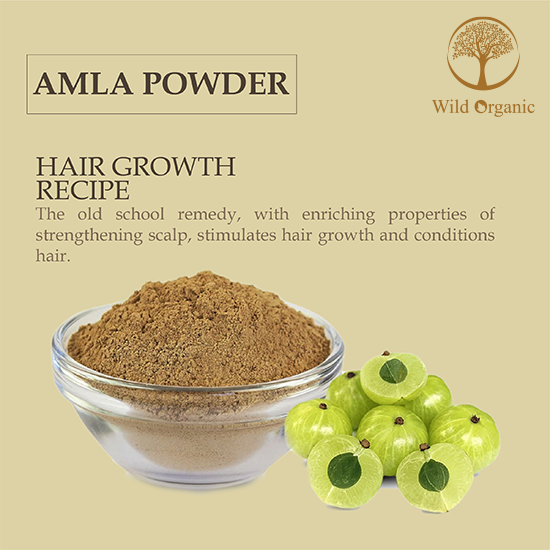 Wild Organic
AMLA POWDER
HAIR GROWTH
RECIPE
The old school remedy, with enriching properties of
strengthening scalp, stimulates hair growth and conditions
hair.